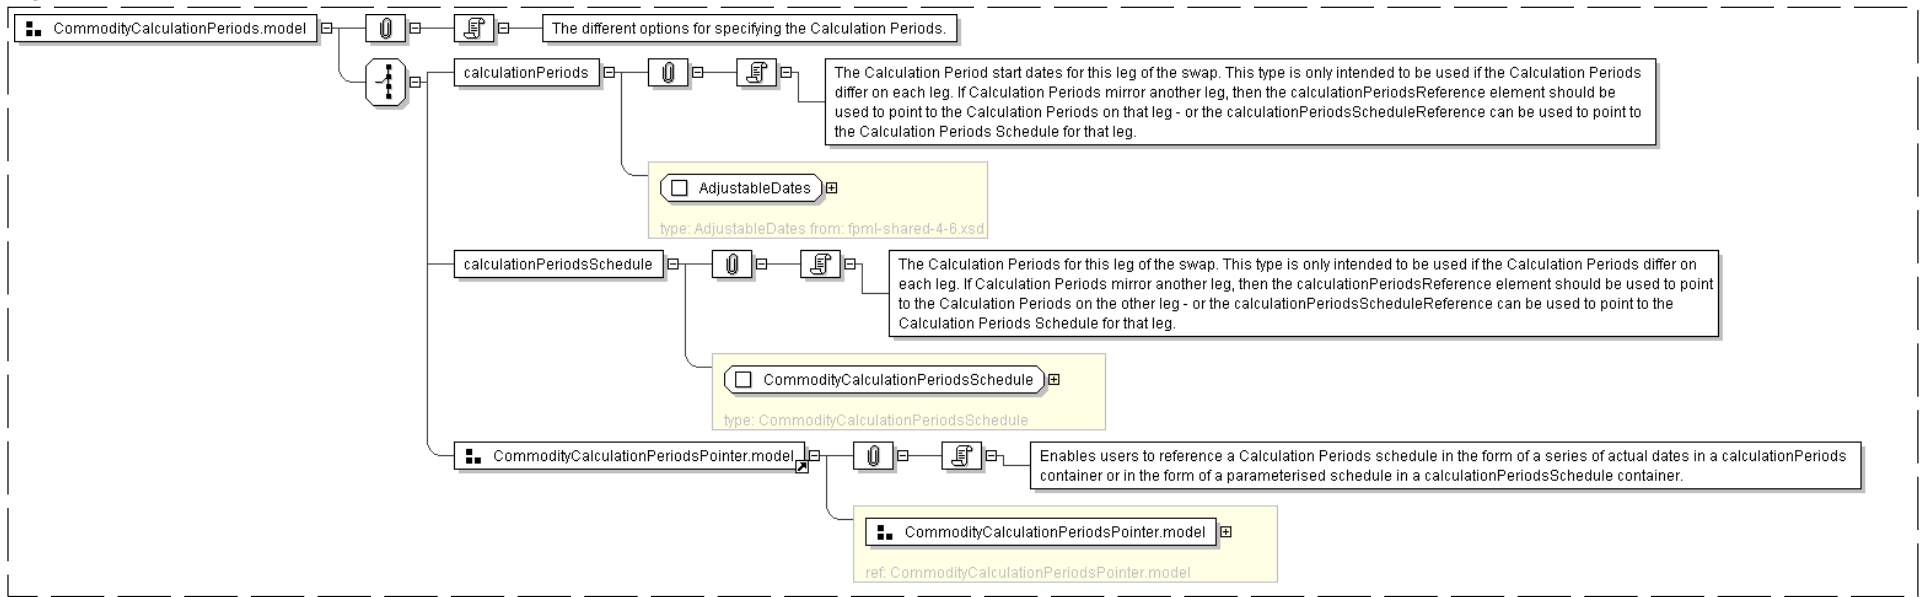 CommodityCalculationPeriods.model
The different options for specifying the Calculation Periods.
calculationPeriods
The Calculation Period start dates for this leg of the swap. This type is only intended to be used if the Calculation Periods
differ on each leg. If Calculation Periods mirror another leg, then the calculationPeriodsReference element should be
used to point to the Calculation Periods on that leg - or the calculationPeriodsScheduleReference can be used to point to
the Calculation Periods Schedule for that leg.
AdjustableDates
type: AdjustableDates from: fpml-shared-4-6.xsd
calculationPeriodsSchedule
The Calculation Periods for this leg of the swap. This type is only intended to be used if the Calculation Periods differ on
each leg. If Calculation Periods mirror another leg, then the calculationPeriodsReference element should be used to point
to the Calculation Periods on the other leg - or the calculationPeriodsScheduleReference can be used to point to the
Calculation Periods Schedule for that leg.
CommodityCalculationPeriodsSchedule
type: CommodityCalculationPeriodsSchedule
CommodityCalculationPeriodsPointer.model
Enables users to reference a Calculation Periods schedule in the form of a series of actual dates in a calculationPeriods
container or in the form of a parameterised schedule in a calculationPeriodsSchedule container.
CommodityCalculationPeriodsPointer.model
ref: CommodityCalculationPeriodsPointer.model